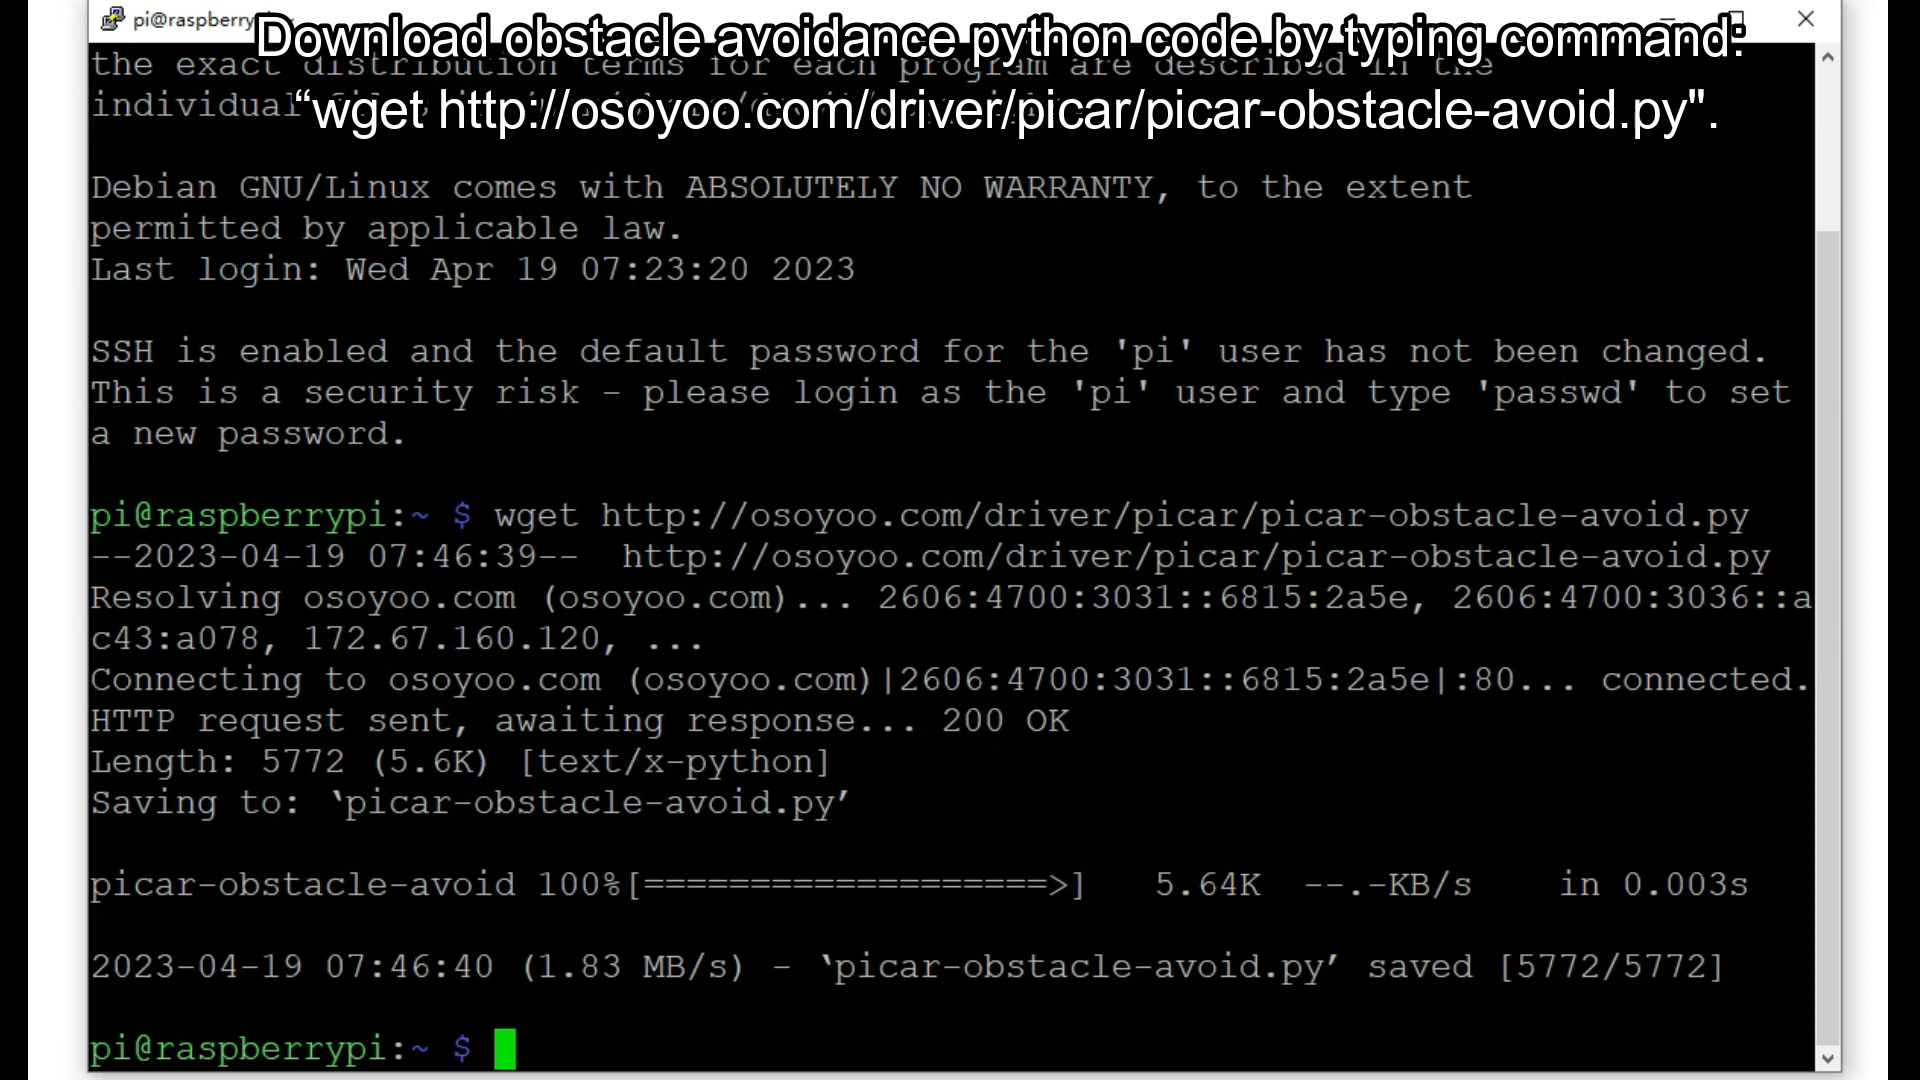 pi@raspberrypi: ~
Download obstacle avoidance python code by typing command:
“wget http://osoyoo.com/driver/picar/picar-obstacle-avoid.py".
the exact distribution terms for each program are described in the
individual
Debian GNU/Linux comes with ABSOLUTELY NO WARRANTY, to the extent
permitted by applicable law.
Last login: Wed Apr 19 07:23:20 2023
SSH is enabled and the default password for the 'pi' user has not been changed.
This is a security risk - please login as the 'pi' user and type 'passwd' to set
a new password.
pi@raspberrypi:~ $ wget http://osoyoo.com/driver/picar/picar-obstacle-avoid.py
--2023-04-19 07:46:39--  http://osoyoo.com/driver/picar/picar-obstacle-avoid.py
Resolving osoyoo.com (osoyoo.com)... 2606:4700:3031::6815:2a5e, 2606:4700:3036::a
c43:a078, 172.67.160.120, ...
Connecting to osoyoo.com (osoyoo.com)|2606:4700:3031::6815:2a5e|:80... connected.
HTTP request sent, awaiting response... 200 OK
Length: 5772 (5.6K) [text/x-python]
Saving to: ‘picar-obstacle-avoid.py’
picar-obstacle-avoid 100%[===================>]   5.64K  --.-KB/s    in 0.003s
2023-04-19 07:46:40 (1.83 MB/s) - ‘picar-obstacle-avoid.py’ saved [5772/5772]
pi@raspberrypi:~ $